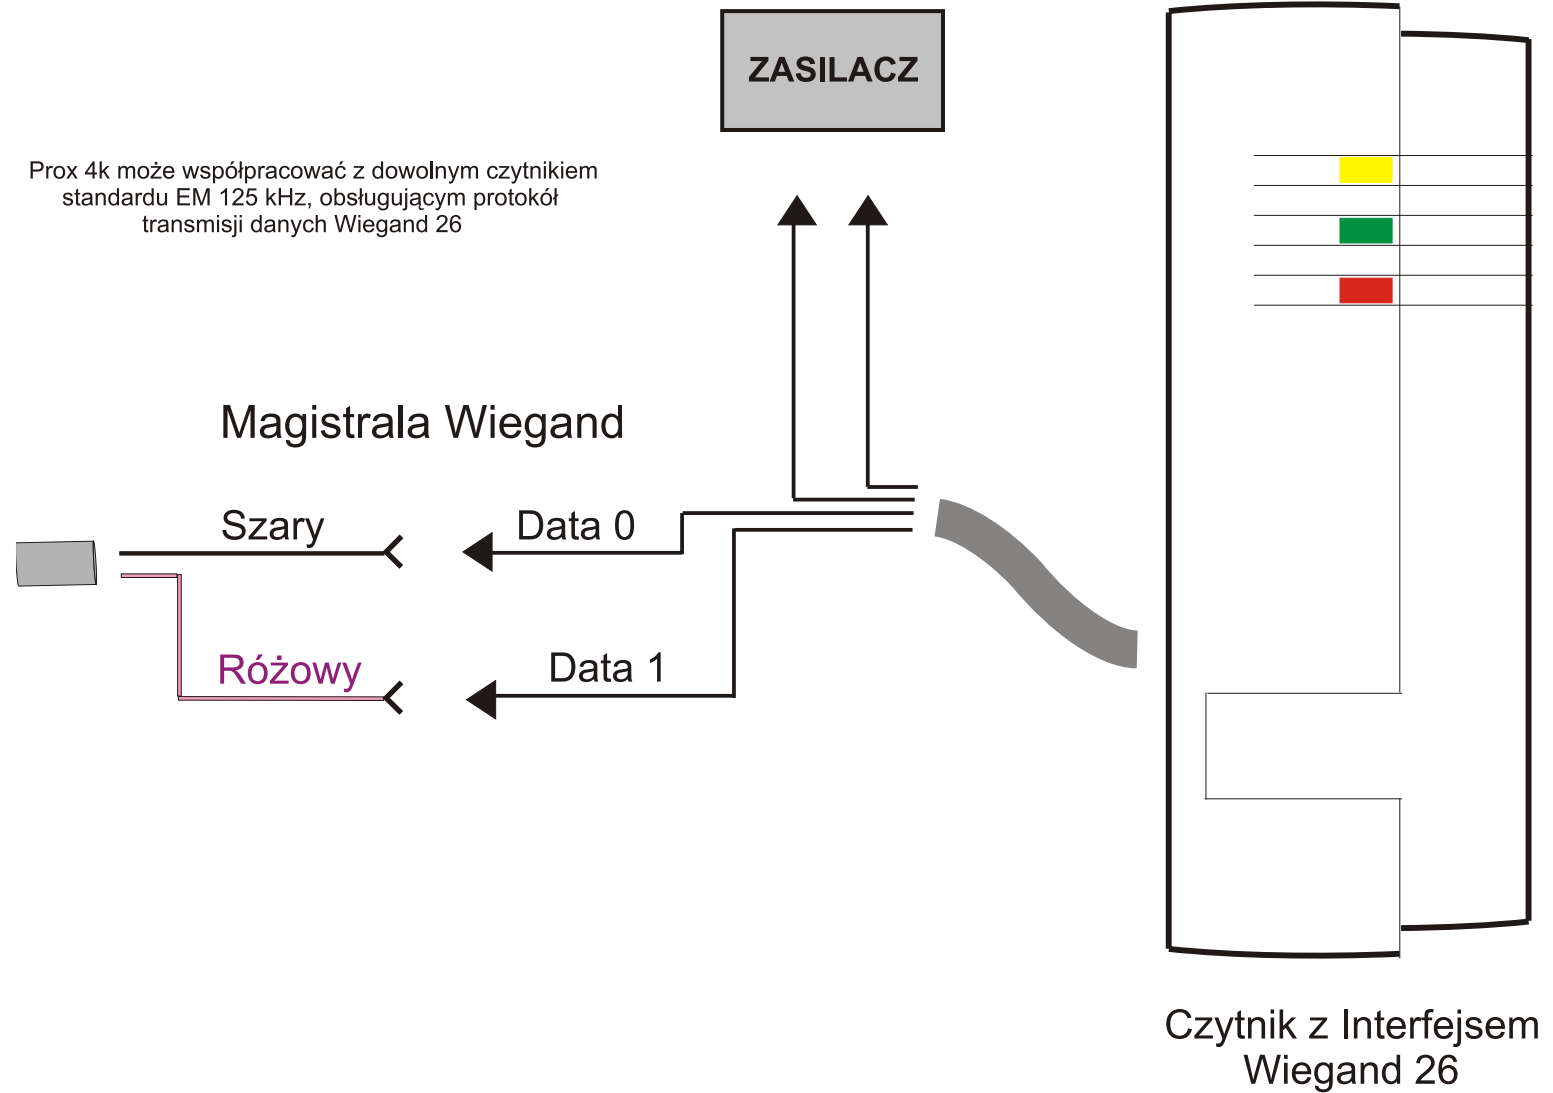 ZASILACZ
Prox 4k może współpracować z dowolnym czytnikiem
standardu EM 125 kHz, obsługującym protokół
transmisji danych Wiegand 26
Magistrala Wiegand
Szary
Data 0
Różowy
Data 1
Czytnik z Interfejsem
Wiegand 26